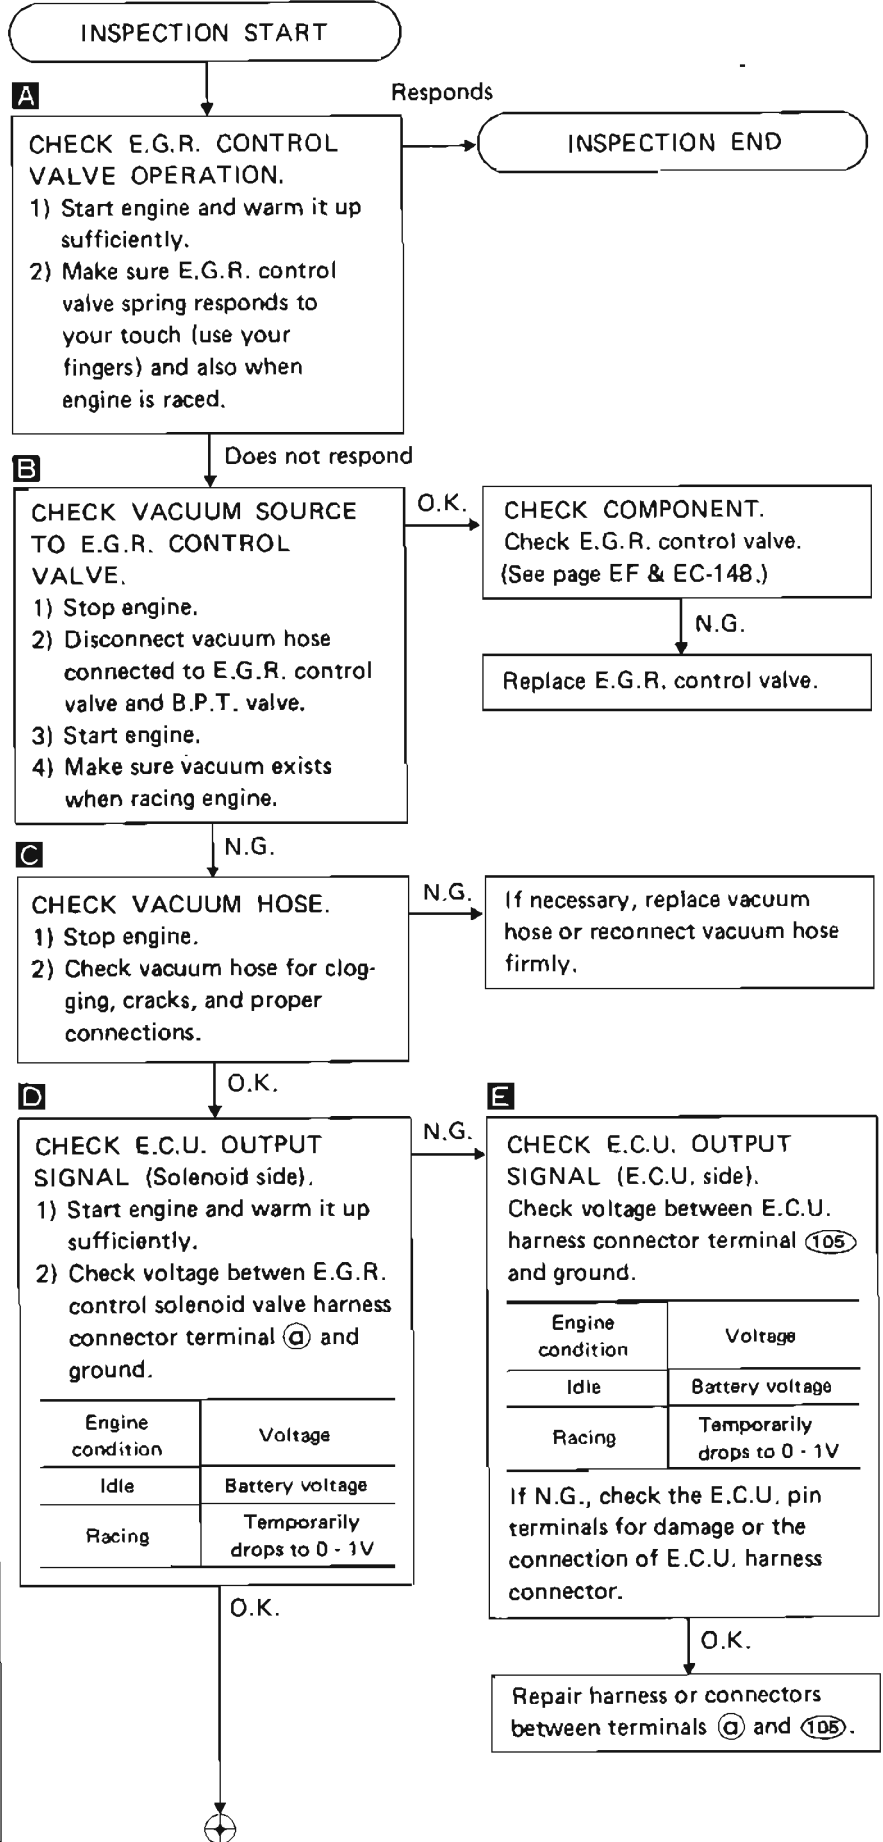 INSPECTION START
A
Responds
CHECK E.G.R. CONTROL
VALVE OPERATION.
1) Start engine and warm it up
sufficiently.
2) Make sure E.G.R. control
valve spring responds to
your touch (use your
fingers) and also when
engine is raced.
INSPECTION END
Does not respond
B
CHECK VACUUM SOURCE
TO E.G.R. CONTROL
VALVE.
1) Stop engine.
2) Disconnect vacuum hose
connected to E.G.R. control
valve and B.P.T. valve.
3) Start engine.
4) Make sure vacuum exists
when racing engine.
O.K.
CHECK COMPONENT.
Check E.G.R. control valve.
(See page EF & EC-148.)
N.G.
Replace E.G.R. control valve.
N.G.
C
CHECK VACUUM HOSE.
1) Stop engine.
2) Check vacuum hose for clog-
ging, cracks, and proper
connections.
N.G.
If necessary, replace vacuum
hose or reconnect vacuum hose
firmly.
O.K.
D
CHECK E.C.U. OUTPUT
SIGNAL (Solenoid side).
1) Start engine and warm it up
sufficiently.
2) Check voltage betwen E.G.R.
control solenoid valve harness
connector terminal ⓐ and
ground.
Engine
condition
Voltage
Idle
Battery voltage
Racing
Temporarily
drops to 0 - 1V
N.G.
E
CHECK E.C.U. OUTPUT
SIGNAL (E.C.U. side).
Check voltage between E.C.U.
harness connector terminal (105)
and ground.
Engine
condition
Voltage
Idle
Battery voltage
Racing
Temporarily
drops to 0 - 1V
If N.G., check the E.C.U. pin
terminals for damage or the
connection of E.C.U. harness
connector.
O.K.
O.K.
Repair harness or connectors
between terminals ⓐ and (105).